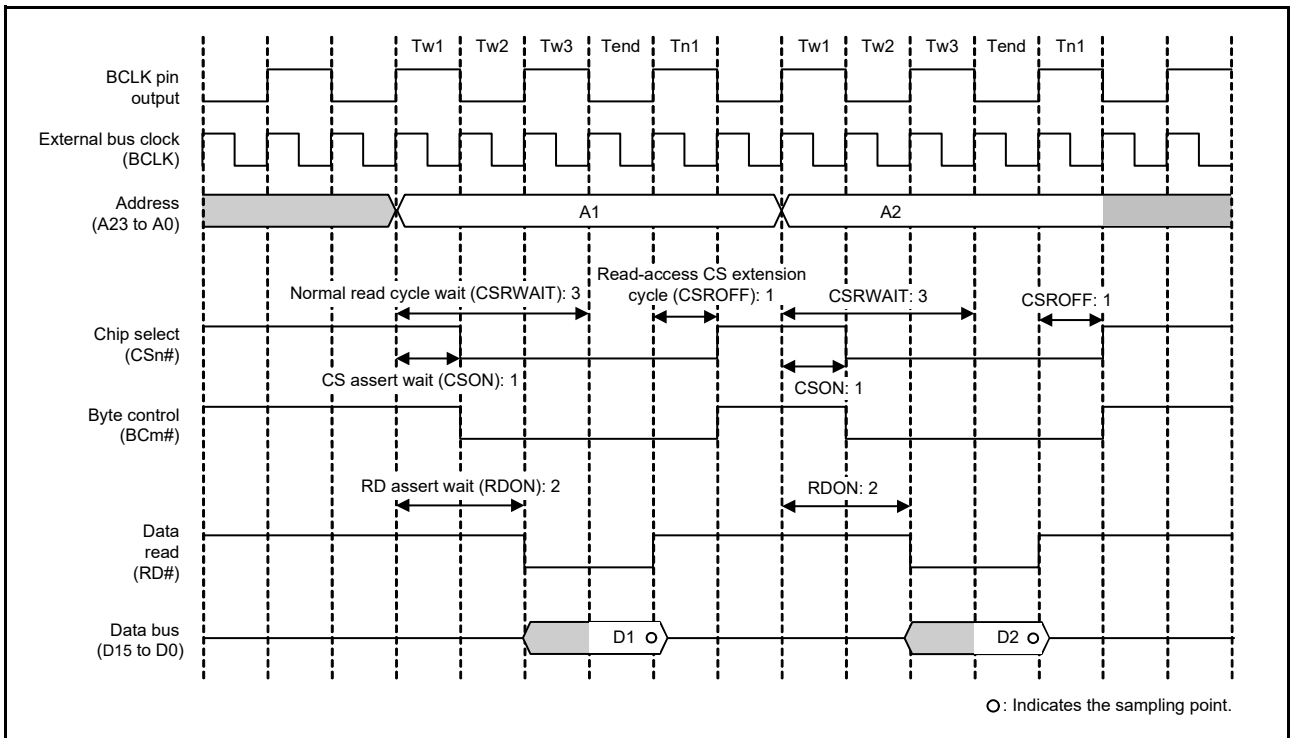 Tw1 Tw2 Tw3 Tend Tn1 Tw1 Tw2 Tw3 Tend Tn1
BCLK pin
output
External bus clock
(BCLK)
Address
(A23 to A0)
A1 A2
Read-access CS extension
cycle (CSROFF): 1
Normal read cycle wait (CSRWAIT): 3
CSRWAIT: 3
CSROFF: 1
Chip select
(CSn#)
CS assert wait (CSON): 1
CSON: 1
Byte control
(BCm#)
RD assert wait (RDON): 2
RDON: 2
Data
read
(RD#)
Data bus
(D15 to D0)
D1 D2
: Indicates the sampling point.